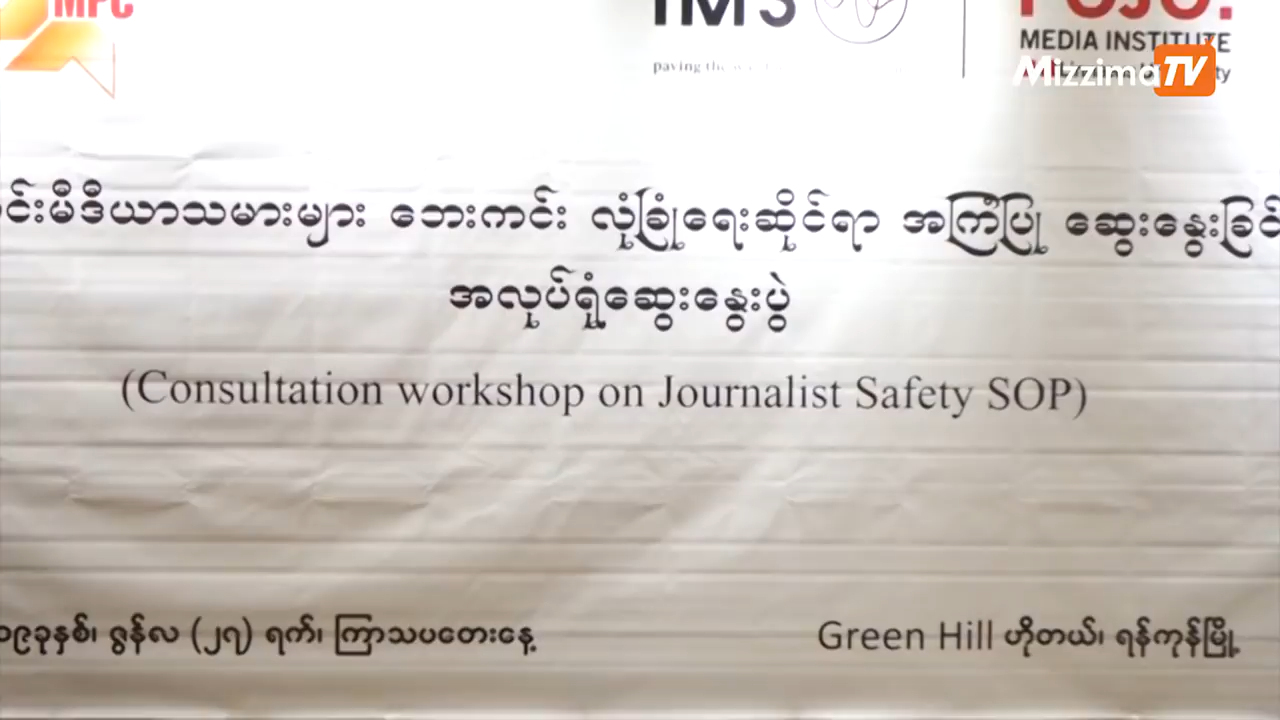 MPC
IMS
FOJO:
MEDIA INSTITUTE
paving the
MizzimaTV
ty
င်းမီဒီယာသမားများ ဘေးကင်း လုံခြုံရေးဆိုင်ရာ အကြံပြု ဆွေးနွေးခြင်
အလုပ်ရုံဆွေးနွေးပွဲ
(Consultation workshop on Journalist Safety SOP)
၁၉ခုနှစ်၊ ဇွန်လ (၂၇) ရက်၊ ကြာသပတေးနေ့
Green Hill ဟိုတယ်၊ ရန်ကုန်မြို့